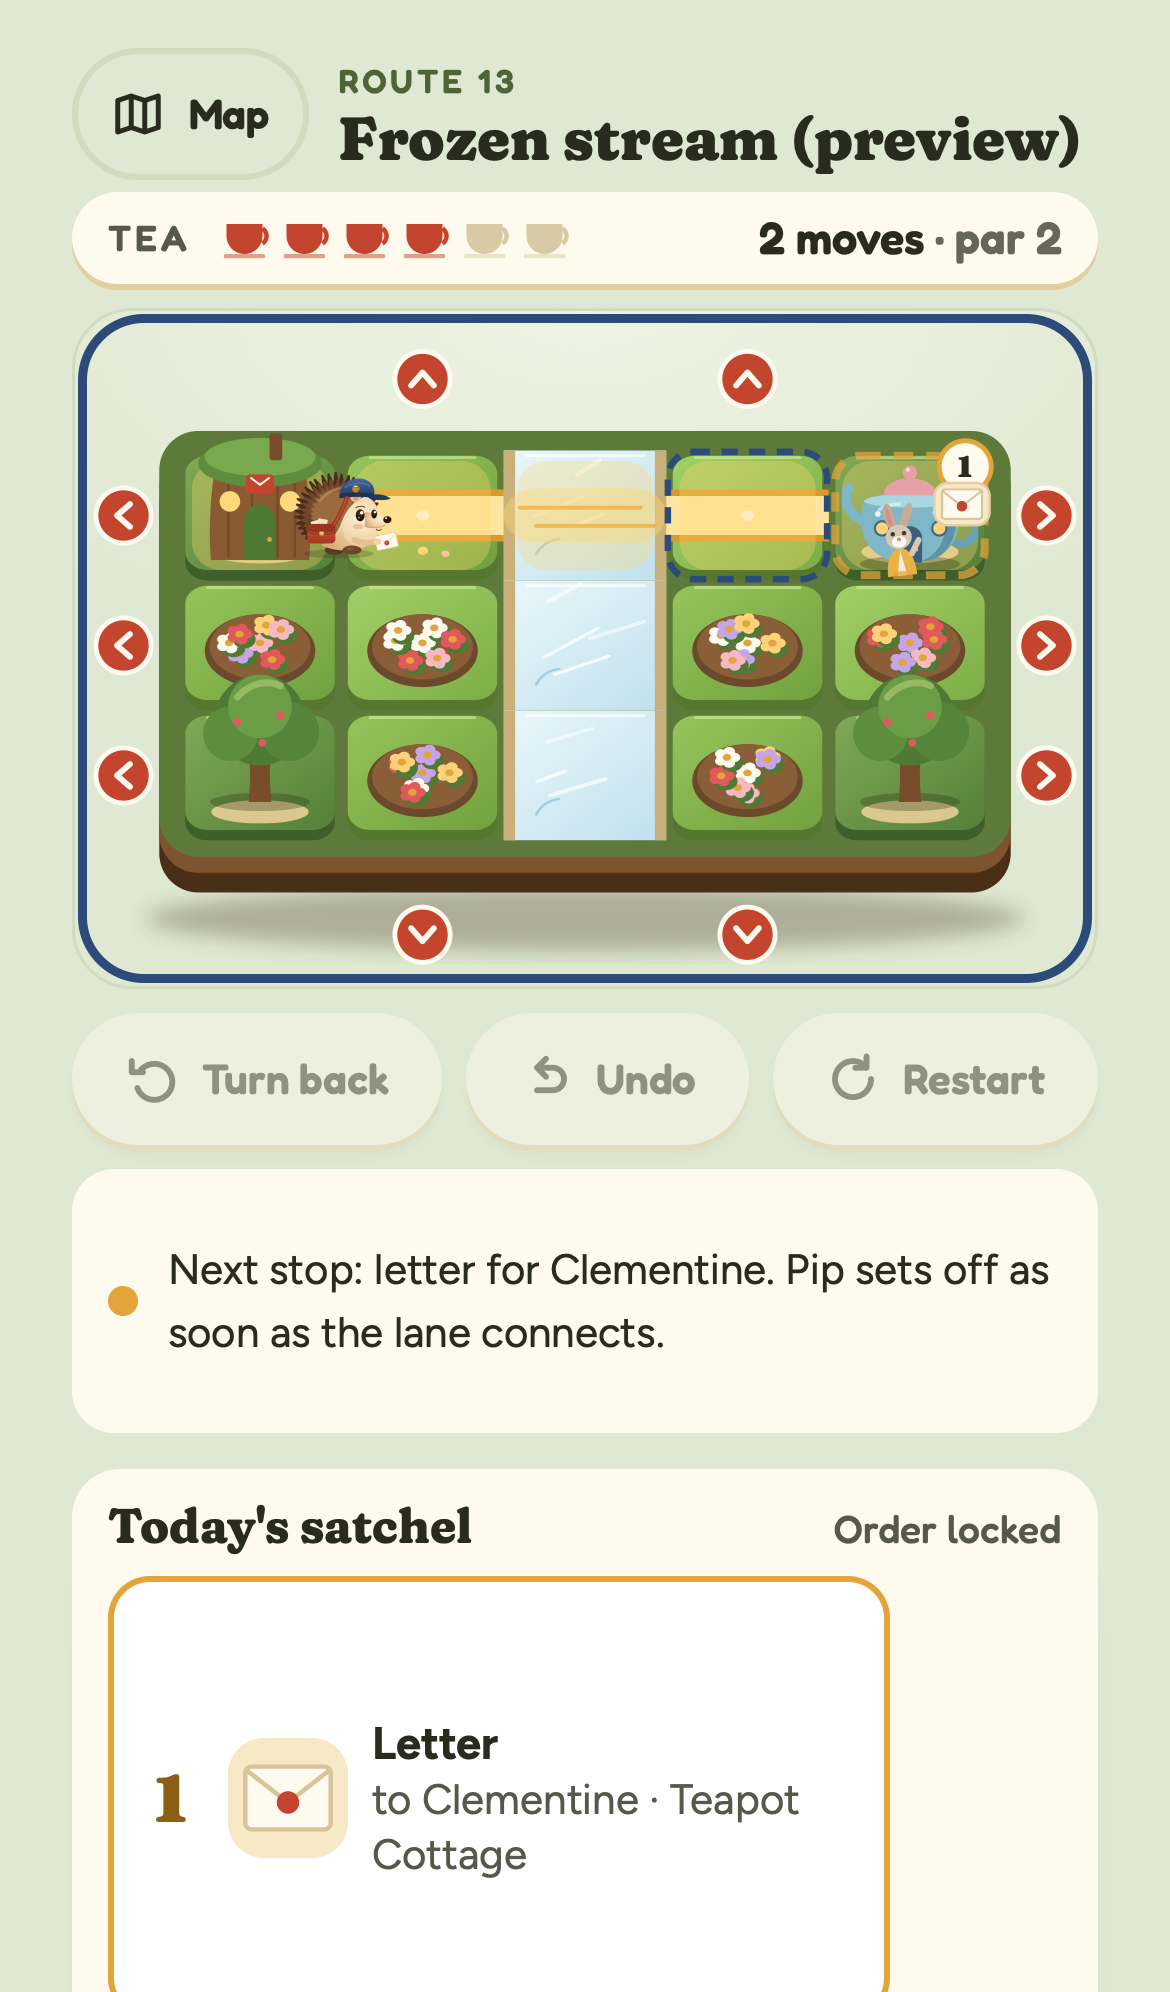 Map
ROUTE 13
Frozen stream (preview)
TEA
2 moves · par 2
1
Turn back
Undo
Restart
Next stop: letter for Clementine. Pip sets off as
soon as the lane connects.
Today's satchel
Order locked
1
Letter
to Clementine · Teapot
Cottage